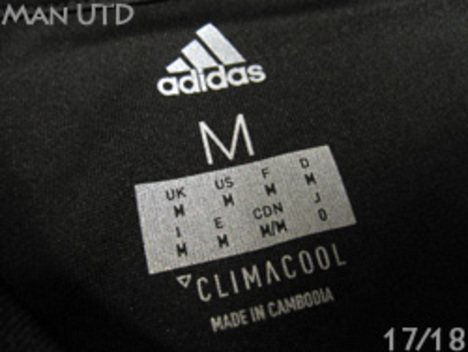 Man Utd
adidas
M
UK US F D
M M M M
I E CDN J
M M M/M O
CLIMACOOL
MADE IN CAMBODIA
17/18